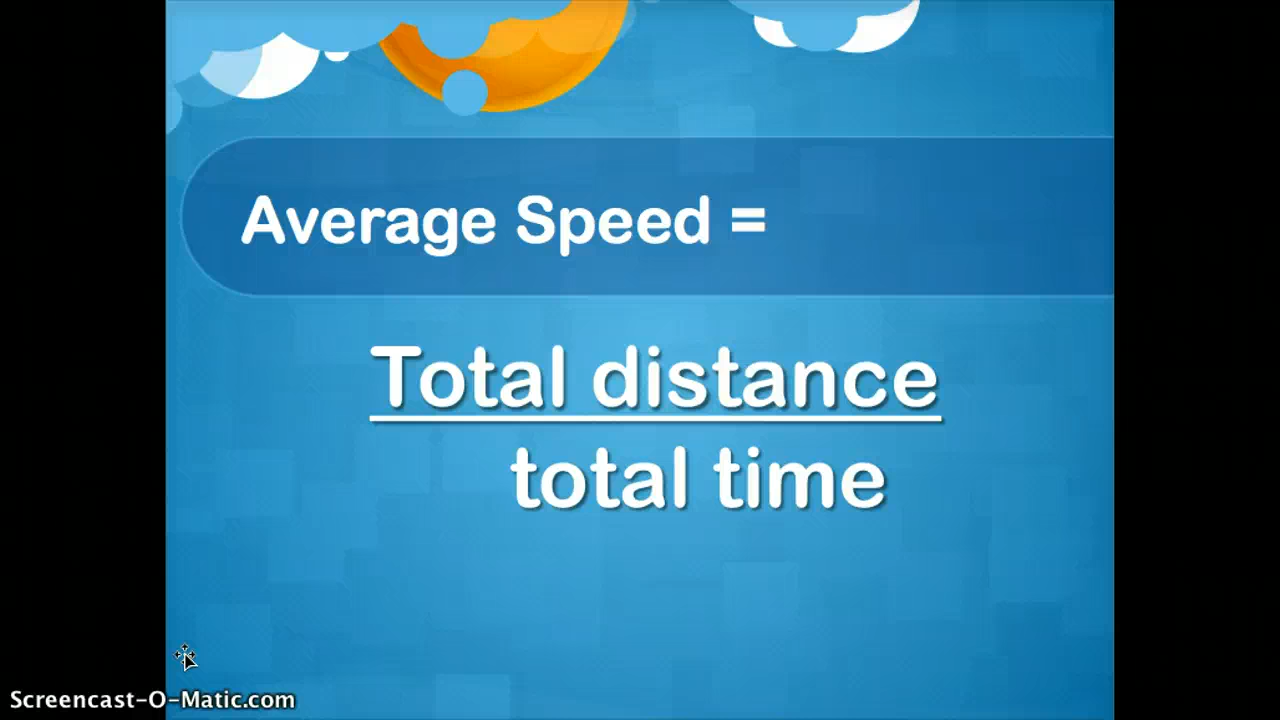 Average Speed =
Total distance
total time
Screencast-O-Matic.com